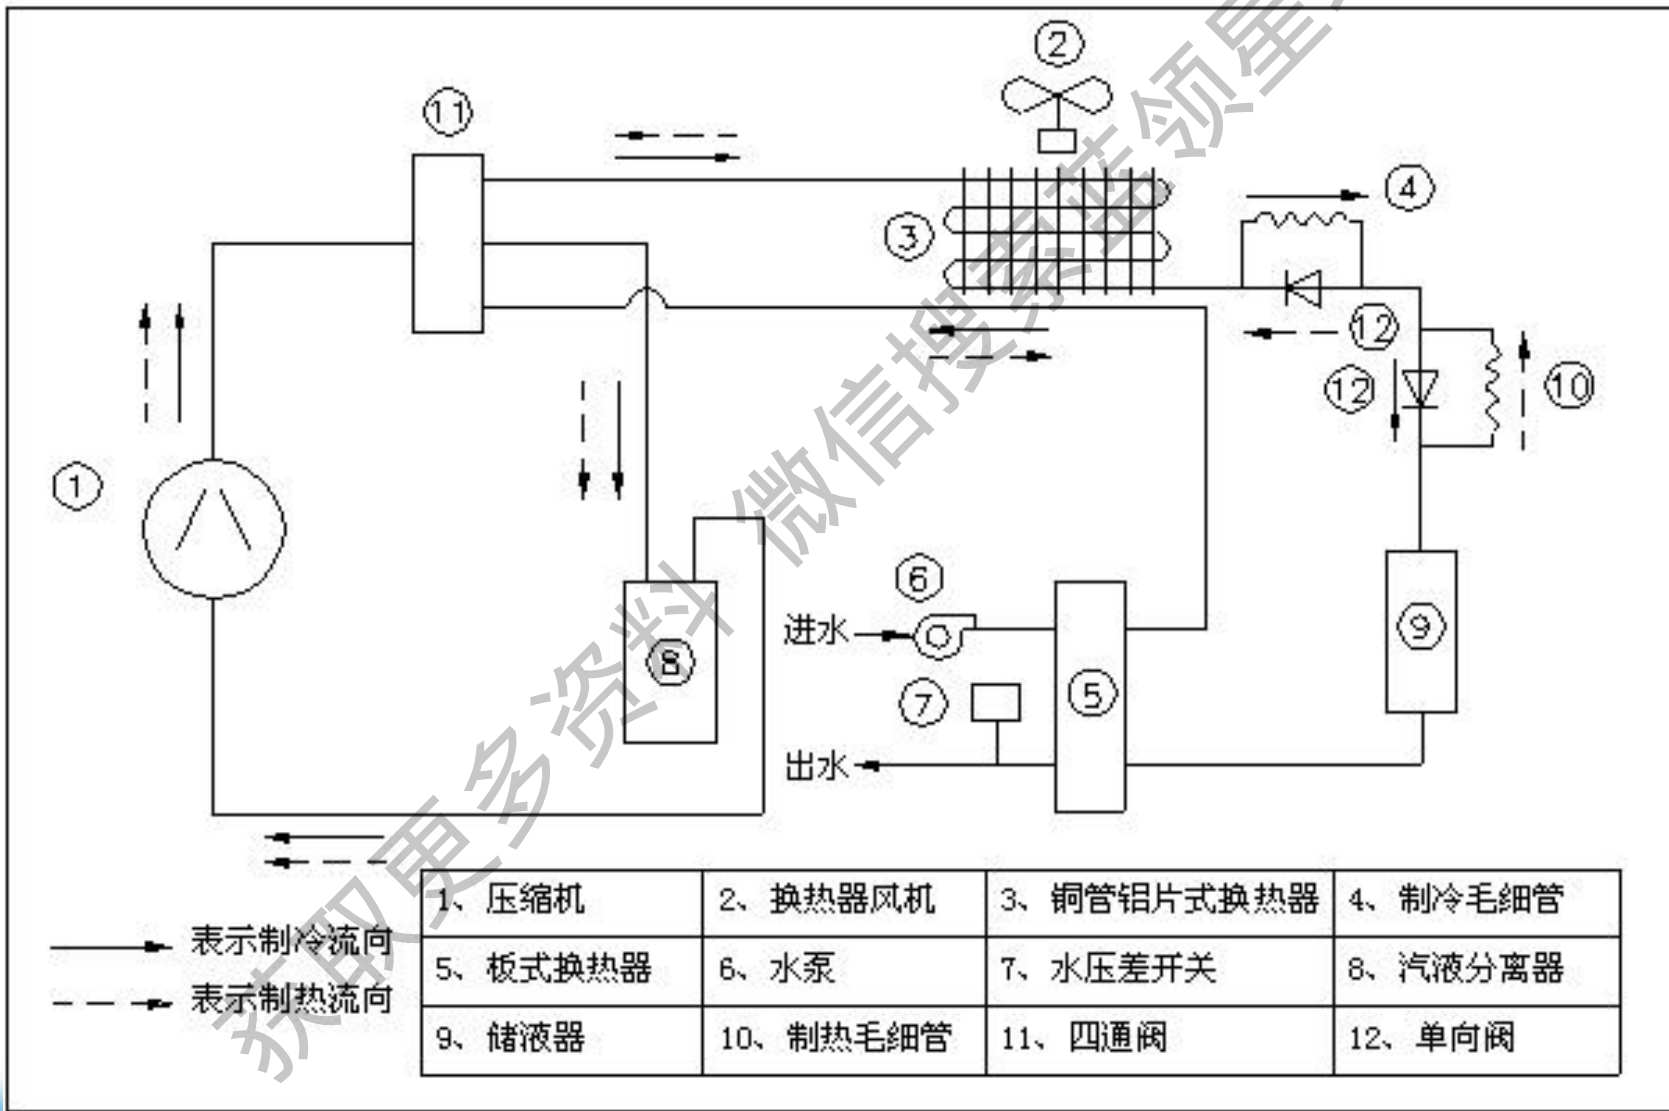 ②
⑪
④
③
⑫
⑫
⑩
①
⑥
进水
⑨
⑧
⑤
⑦
出水
表示制冷流向
表示制热流向
1、压缩机 2、换热器风机 3、铜管铝片式换热器 4、制冷毛细管
5、板式换热器 6、水泵 7、水压差开关 8、汽液分离器
9、储液器 10、制热毛细管 11、四通阀 12、单向阀
获取更多资料 微信搜索蓝领星